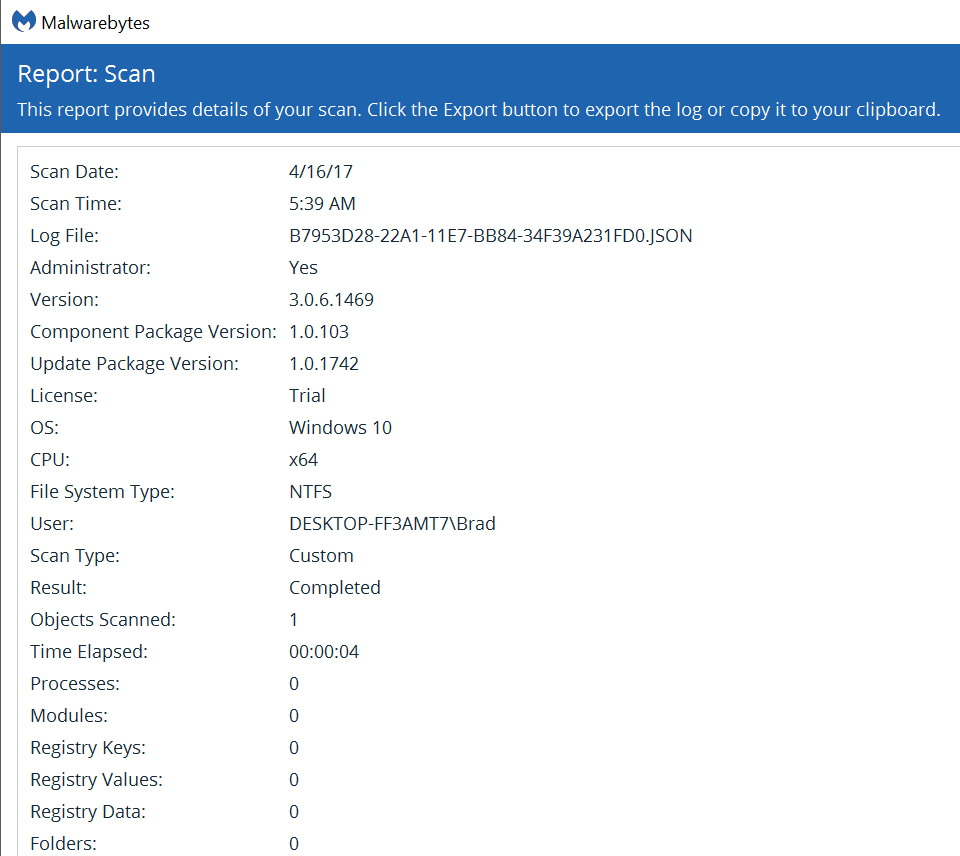 Malwarebytes
Report: Scan
This report provides details of your scan. Click the Export button to export the log or copy it to your clipboard.
Scan Date: 4/16/17
Scan Time: 5:39 AM
Log File: B7953D28-22A1-11E7-BB84-34F39A231FD0.JSON
Administrator: Yes
Version: 3.0.6.1469
Component Package Version: 1.0.103
Update Package Version: 1.0.1742
License: Trial
OS: Windows 10
CPU: x64
File System Type: NTFS
User: DESKTOP-FF3AMT7\Brad
Scan Type: Custom
Result: Completed
Objects Scanned: 1
Time Elapsed: 00:00:04
Processes: 0
Modules: 0
Registry Keys: 0
Registry Values: 0
Registry Data: 0
Folders: 0